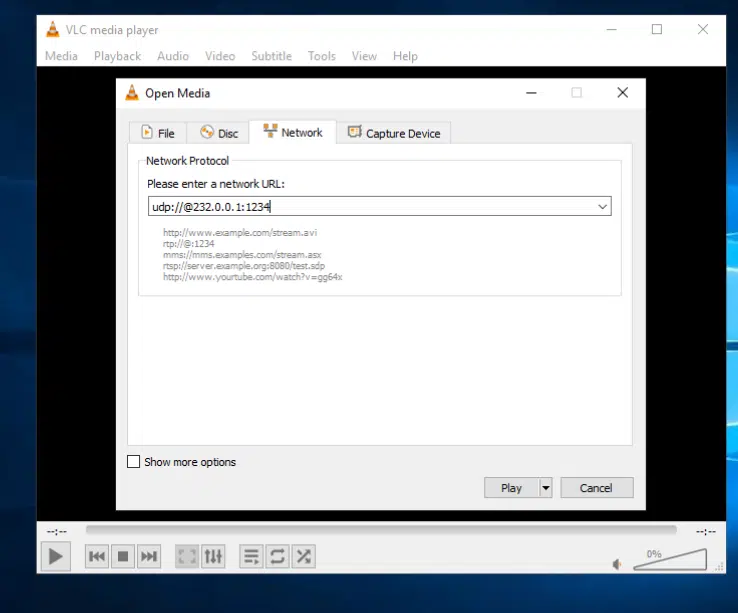 VLC media player
Media Playback Audio Video Subtitle Tools View Help
Open Media
File Disc Network Capture Device
Network Protocol
Please enter a network URL:
udp://@232.0.0.1:1234
http://www.example.com/stream.avi
rtp://@:1234
mms://mms.examples.com/stream.asx
rtsp://server.example.org:8080/test.sdp
http://www.yourtube.com/watch?v=gg64x
Show more options
Play Cancel
--:-- --:--
0%